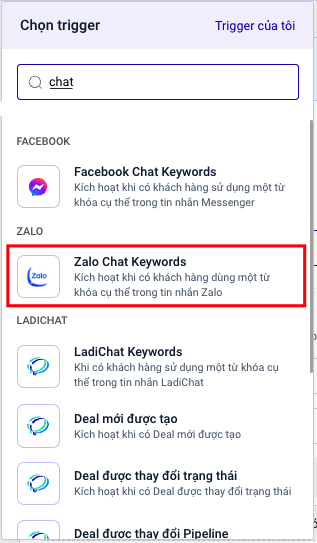 Chọn trigger
Trigger của tôi
chat
FACEBOOK
Facebook Chat Keywords
Kích hoạt khi có khách hàng sử dụng một từ
khóa cụ thể trong tin nhắn Messenger
ZALO
Zalo
Zalo Chat Keywords
Kích hoạt khi có khách hàng dùng một từ
khóa cụ thể trong tin nhắn Zalo
LADICHAT
LadiChat Keywords
Khi có khách hàng sử dụng một từ khóa cụ
thể trong tin nhắn LadiChat
Deal mới được tạo
Kích hoạt khi có Deal mới được tạo
Deal được thay đổi trạng thái
Kích hoạt khi có Deal được thay đổi trạng thái
Deal được thay đổi Pipeline